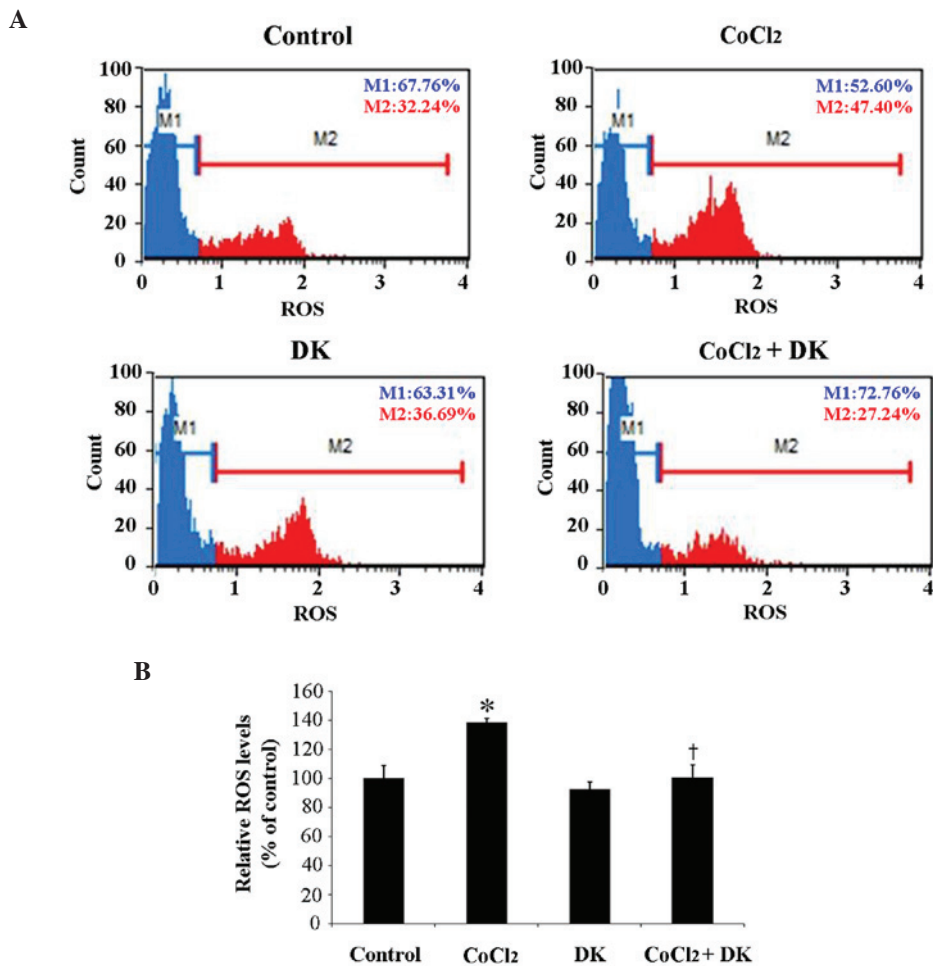 A
Control
M1:67.76%
M2:32.24%
M1
M2
Count
100
80
60
40
20
0
0 1 2 3 4
ROS
CoCl2
M1:52.60%
M2:47.40%
M1
M2
Count
100
80
60
40
20
0
0 1 2 3 4
ROS
DK
M1:63.31%
M2:36.69%
M1
M2
Count
100
80
60
40
20
0
0 1 2 3 4
ROS
CoCl2 + DK
M1:72.76%
M2:27.24%
M1
M2
Count
100
80
60
40
20
0
0 1 2 3 4
ROS
B
Relative ROS levels
(% of control)
160
140
120
100
80
60
40
20
0
*
†
Control CoCl2 DK CoCl2 + DK